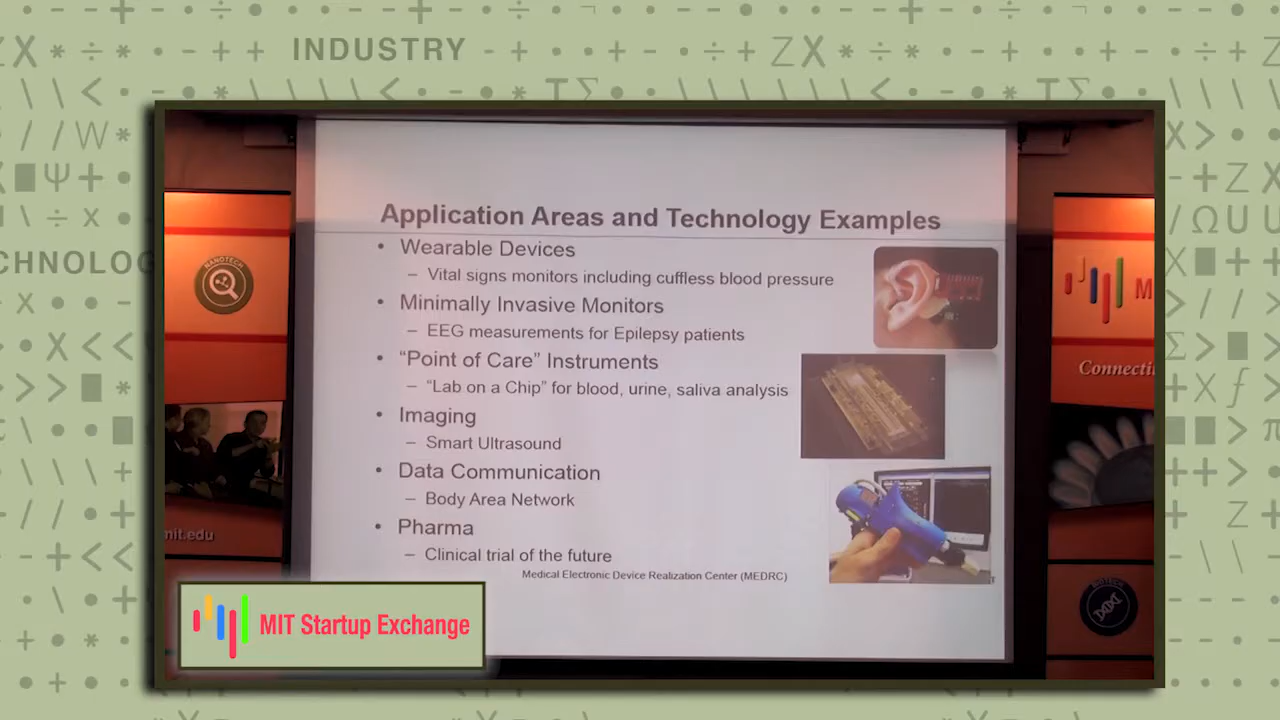 INDUSTRY
CHNOLOG
Application Areas and Technology Examples
• Wearable Devices
– Vital signs monitors including cuffless blood pressure
• Minimally Invasive Monitors
– EEG measurements for Epilepsy patients
• “Point of Care” Instruments
– “Lab on a Chip” for blood, urine, saliva analysis
• Imaging
– Smart Ultrasound
• Data Communication
– Body Area Network
• Pharma
– Clinical trial of the future
Medical Electronic Device Realization Center (MEDRC)
NANOTECH
mit.edu
M
Connecti
BIOTECH
MIT Startup Exchange